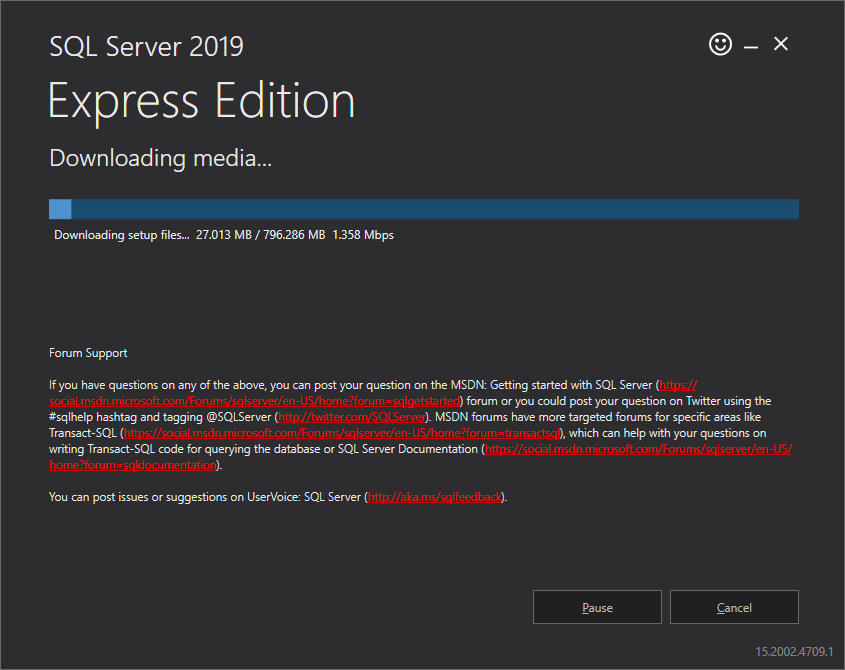 SQL Server 2019
Express Edition
Downloading media...
Downloading setup files... 27.013 MB / 796.286 MB 1.358 Mbps
Forum Support
If you have questions on any of the above, you can post your question on the MSDN: Getting started with SQL Server (https://
social.msdn.microsoft.com/Forums/sqlserver/en-US/home?forum=sqlgetstarted) forum or you could post your question on Twitter using the
#sqlhelp hashtag and tagging @SQLServer (http://twitter.com/SQLServer). MSDN forums have more targeted forums for specific areas like
Transact-SQL (https://social.msdn.microsoft.com/Forums/sqlserver/en-US/home?forum=transactsql), which can help with your questions on
writing Transact-SQL code for querying the database or SQL Server Documentation (https://social.msdn.microsoft.com/Forums/sqlserver/en-US/
home?forum=sqldocumentation).
You can post issues or suggestions on UserVoice: SQL Server (http://aka.ms/sqlfeedback).
Pause Cancel
15.2002.4709.1